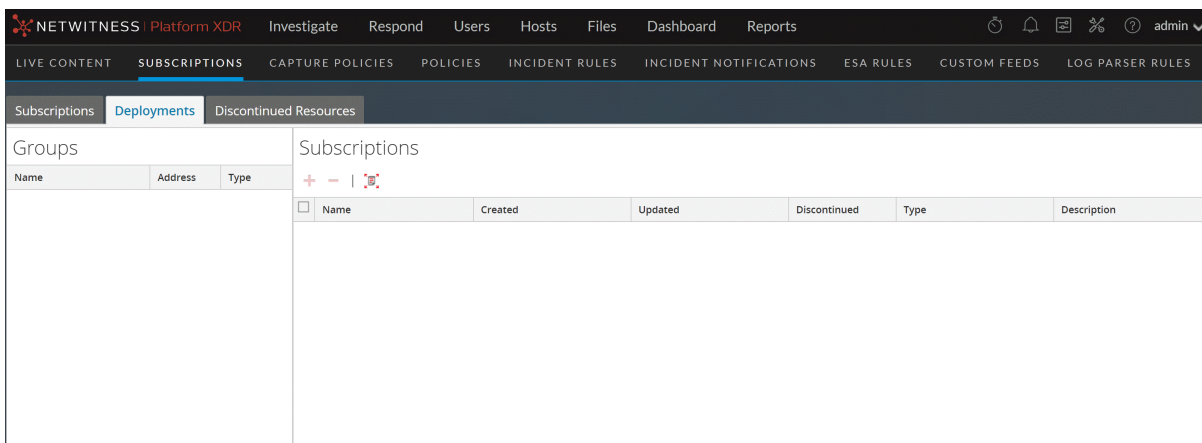 NETWITNESS | Platform XDR Investigate Respond Users Hosts Files Dashboard Reports admin
LIVE CONTENT SUBSCRIPTIONS CAPTURE POLICIES POLICIES INCIDENT RULES INCIDENT NOTIFICATIONS ESA RULES CUSTOM FEEDS LOG PARSER RULES
Subscriptions Deployments Discontinued Resources
Groups
Name Address Type
Subscriptions
Name Created Updated Discontinued Type Description